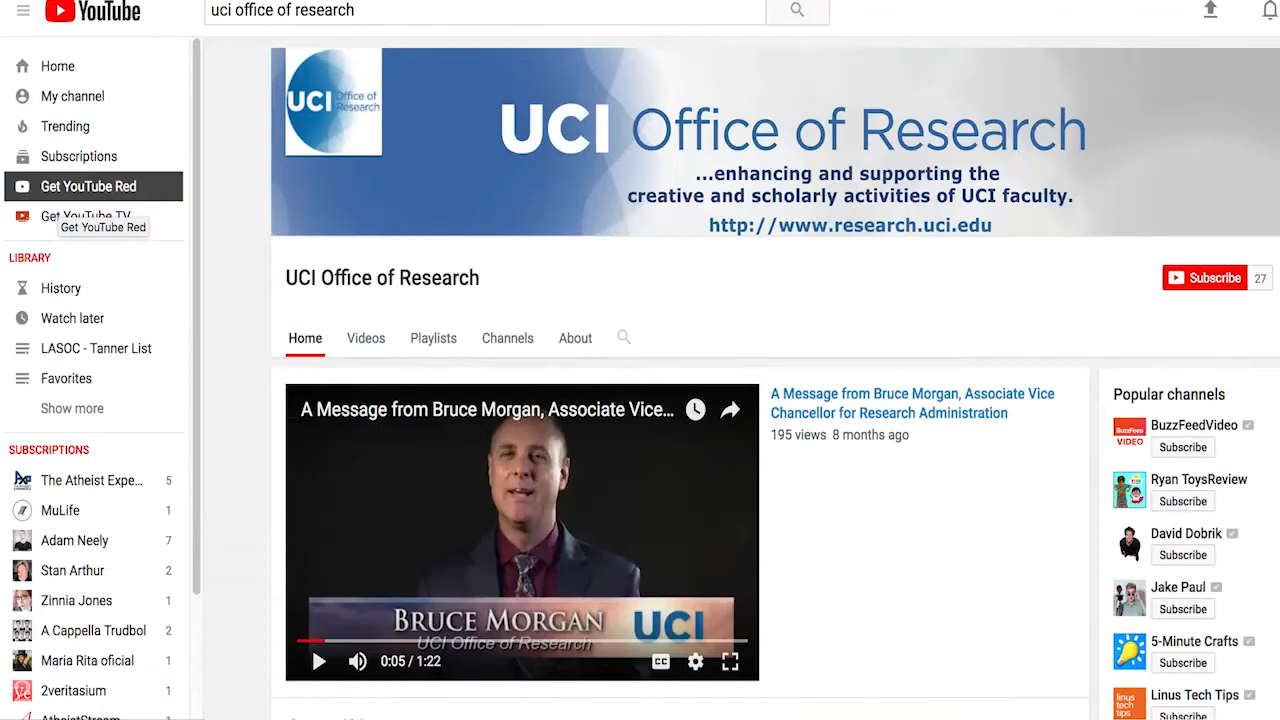 YouTube
uci office of research
Home
My channel
Trending
Subscriptions
Get YouTube Red
Get YouTube TV
Get YouTube Red
LIBRARY
History
Watch later
LASOC - Tanner List
Favorites
Show more
SUBSCRIPTIONS
The Atheist Expe... 5
MuLife 1
Adam Neely 7
Stan Arthur 2
Zinnia Jones 1
A Cappella Trudbol 2
Maria Rita oficial 1
2veritasium 1
AtheistStream
UCI Office of
Research
UCI Office of Research
...enhancing and supporting the
creative and scholarly activities of UCI faculty.
http://www.research.uci.edu
UCI Office of Research
Subscribe 27
Home Videos Playlists Channels About
A Message from Bruce Morgan, Associate Vice...
BRUCE MORGAN
UCI Office of Research
UCI
0:05 / 1:22
CC
A Message from Bruce Morgan, Associate Vice
Chancellor for Research Administration
195 views 8 months ago
Popular channels
BuzzFeed
VIDEO
BuzzFeedVideo
Subscribe
Ryan ToysReview
Subscribe
David Dobrik
Subscribe
Jake Paul
Subscribe
5-Minute Crafts
Subscribe
linus
tech
tips
Linus Tech Tips
Subscribe